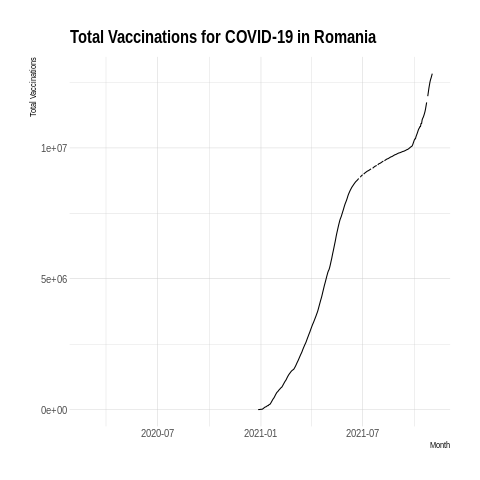 Total Vaccinations for COVID-19 in Romania
Total Vaccinations
1e+07
5e+06
0e+00
2020-07 2021-01 2021-07
Month